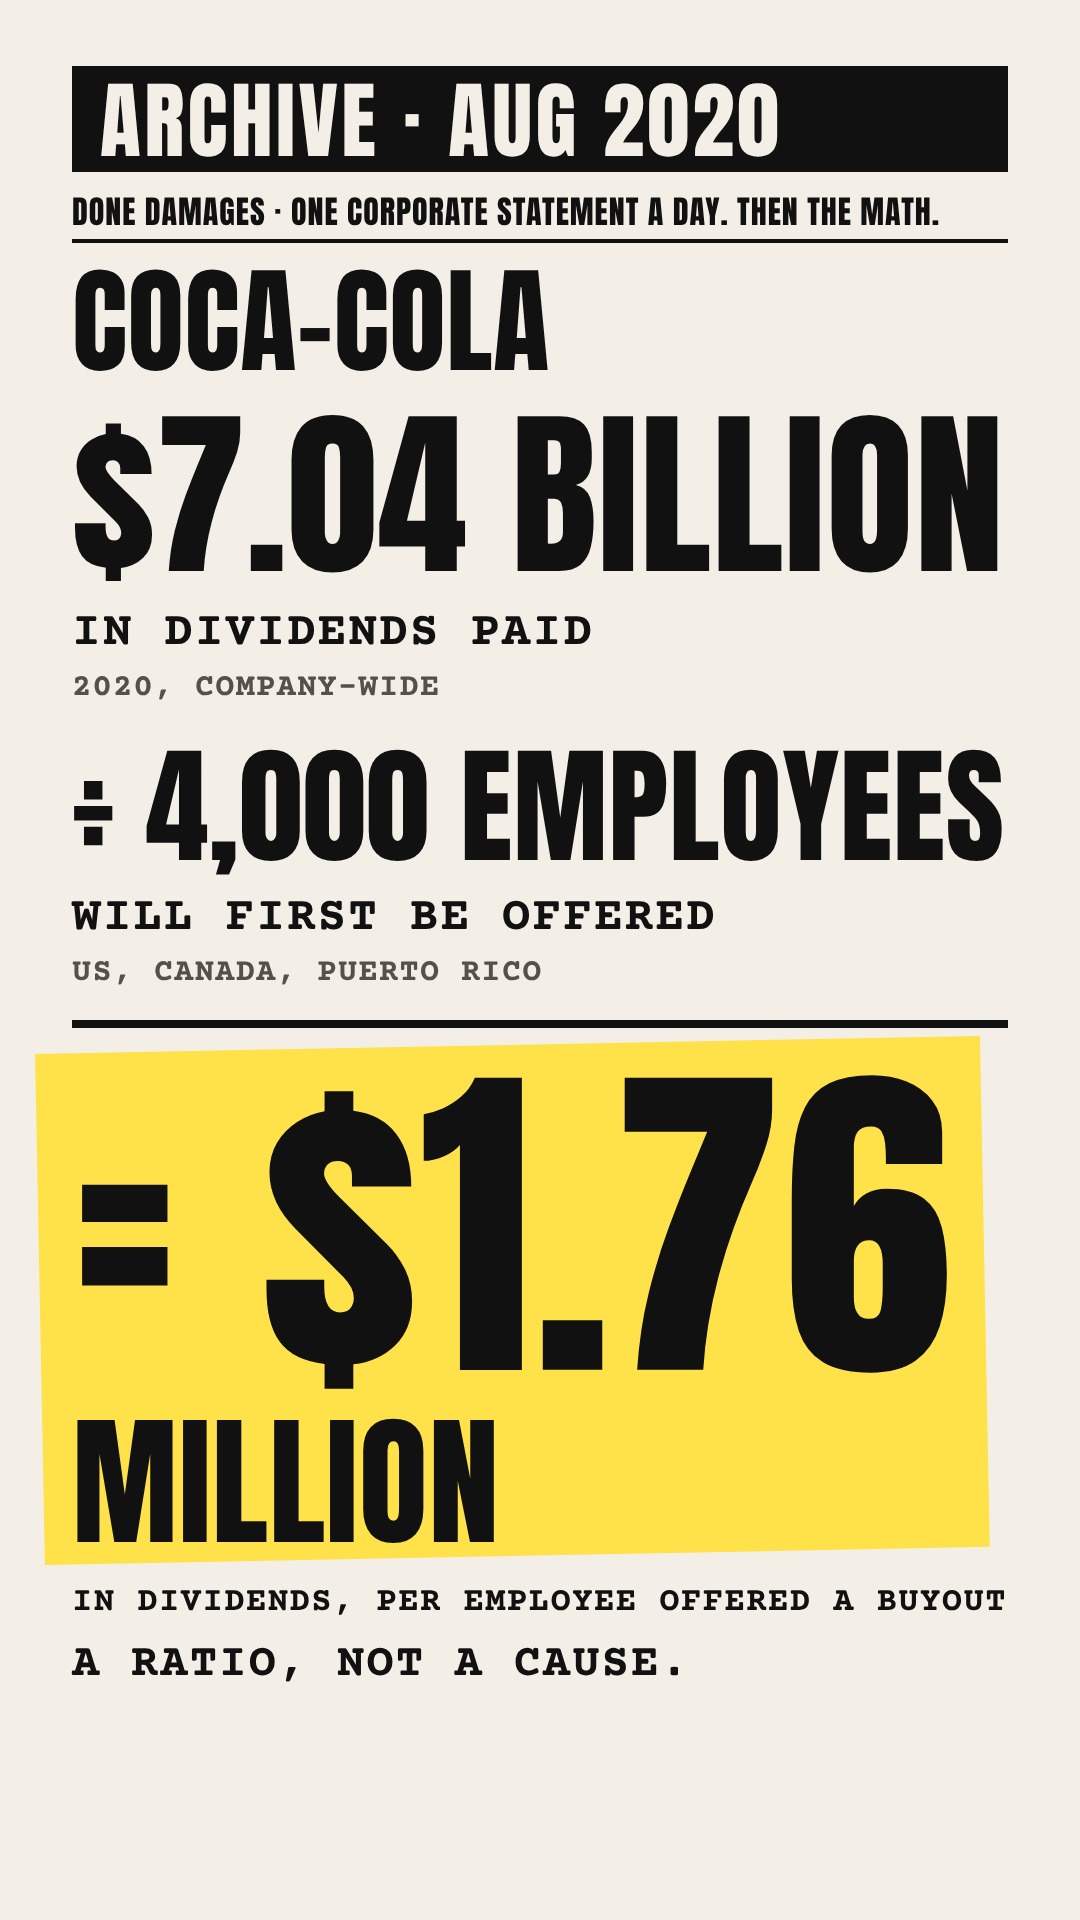 ARCHIVE · AUG 2020
DONE DAMAGES · ONE CORPORATE STATEMENT A DAY. THEN THE MATH.
COCA-COLA
$7.04 BILLION
IN DIVIDENDS PAID
2020, COMPANY-WIDE
÷ 4,000 EMPLOYEES
WILL FIRST BE OFFERED
US, CANADA, PUERTO RICO
= $1.76
MILLION
IN DIVIDENDS, PER EMPLOYEE OFFERED A BUYOUT
A RATIO, NOT A CAUSE.